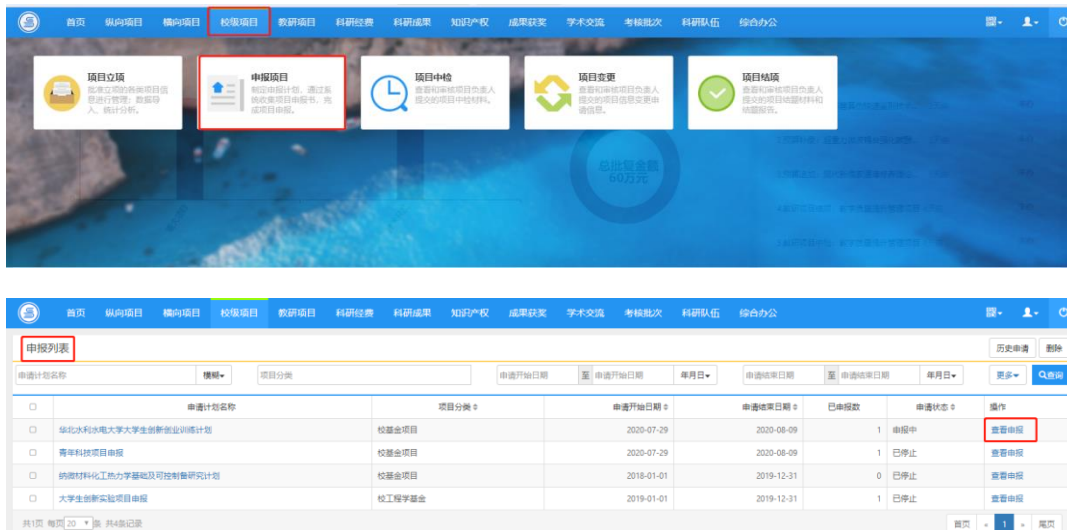 首页 纵向项目 横向项目 校级项目 教研项目 科研经费 科研成果 知识产权 成果获奖 学术交流 考核批次 科研队伍 综合办公
项目立项
批准立项的各类项目信
息进行管理；数据导
入、统计分析。
申报项目
制定申报计划，通过系
统收集项目申报书，完
成项目申报。
项目中检
查看和审核项目负责人
提交的项目中检材料。
项目变更
查看和审核项目负责人
提交的项目信息变更申
请信息。
项目结项
查看和审核项目负责人
提交的项目结题材料和
结题报告。
总批复金额
60万元
首页 纵向项目 横向项目 校级项目 教研项目 科研经费 科研成果 知识产权 成果获奖 学术交流 考核批次 科研队伍 综合办公
申报列表 历史申请 删除
申请计划名称 模糊 项目分类 申请开始日期 至 申请开始日期 年月日 申请结束日期 至 申请结束日期 年月日 更多 查询
申请计划名称 项目分类 申请开始日期 申请结束日期 已申报数 申请状态 操作
华北水利水电大学大学生创新创业训练计划 校基金项目 2020-07-29 2020-08-09 1 申报中 查看申报
青年科技项目申报 校基金项目 2020-07-29 2020-08-09 1 已停止 查看申报
纳微材料化工热力学基础及可控制备研究计划 校基金项目 2018-01-01 2019-12-31 0 已停止 查看申报
大学生创新实验项目申报 校工程学基金 2019-01-01 2019-12-31 1 已停止 查看申报
共1页 每页 20 条 共4条记录 首页 « 1 » 尾页